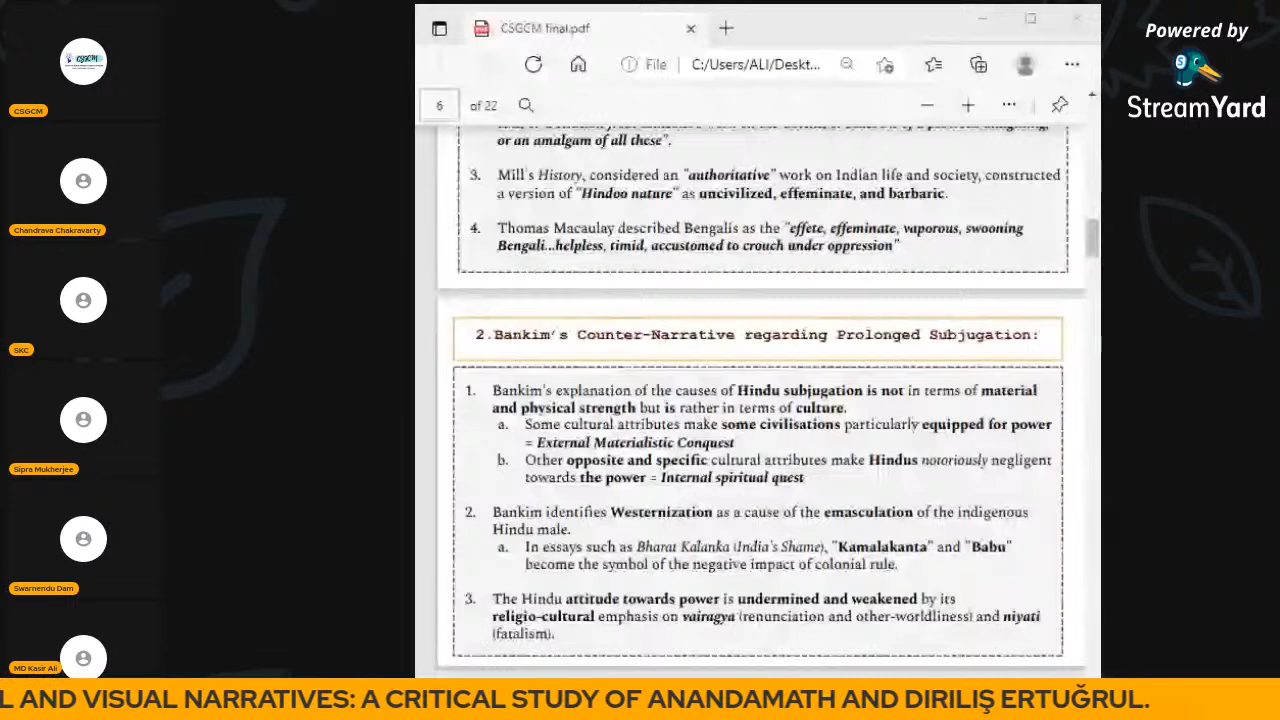 CSGCM final.pdf
Powered by
StreamYard
File
C:/Users/ALI/Deskt...
6
of 22
CSGCM
Chandrava Chakravarty
SKC
Sipra Mukherjee
Swarnendu Dam
MD Kasir Ali
or an amalgam of all these".
3. Mill's History, considered an "authoritative" work on Indian life and society, constructed
a version of "Hindoo nature" as uncivilized, effeminate, and barbaric.
4. Thomas Macaulay described Bengalis as the "effete, effeminate, vaporous, swooning
Bengali...helpless, timid, accustomed to crouch under oppression"
2.Bankim's Counter-Narrative regarding Prolonged Subjugation:
1. Bankim's explanation of the causes of Hindu subjugation is not in terms of material
and physical strength but is rather in terms of culture.
a. Some cultural attributes make some civilisations particularly equipped for power
= External Materialistic Conquest
b. Other opposite and specific cultural attributes make Hindus notoriously negligent
towards the power = Internal spiritual quest
2. Bankim identifies Westernization as a cause of the emasculation of the indigenous
Hindu male.
a. In essays such as Bharat Kalanka (India's Shame), "Kamalakanta" and "Babu"
become the symbol of the negative impact of colonial rule.
3. The Hindu attitude towards power is undermined and weakened by its
religio-cultural emphasis on vairagya (renunciation and other-worldliness) and niyati
(fatalism).
L AND VISUAL NARRATIVES: A CRITICAL STUDY OF ANANDAMATH AND DIRILIŞ ERTUĞRUL.